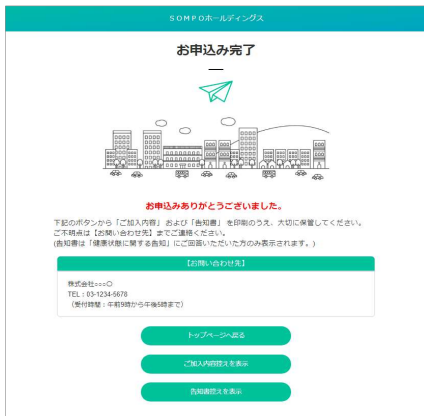 SOMPOホールディングス
お申込み完了
お申込みありがとうございました。
下記のボタンから「ご加入内容」 および「告知書」 を印刷のうえ、大切に保管してください。
ご不明点は【お問い合わせ先】までご連絡ください。
(告知書は「健康状態に関する告知」にご回答いただいた方のみ表示されます。)
【お問い合わせ先】
株式会社○○○○
TEL:03-1234-5678
(受付時間:午前9時から午後5時まで)
トップページへ戻る
ご加入内容控えを表示
告知書控えを表示